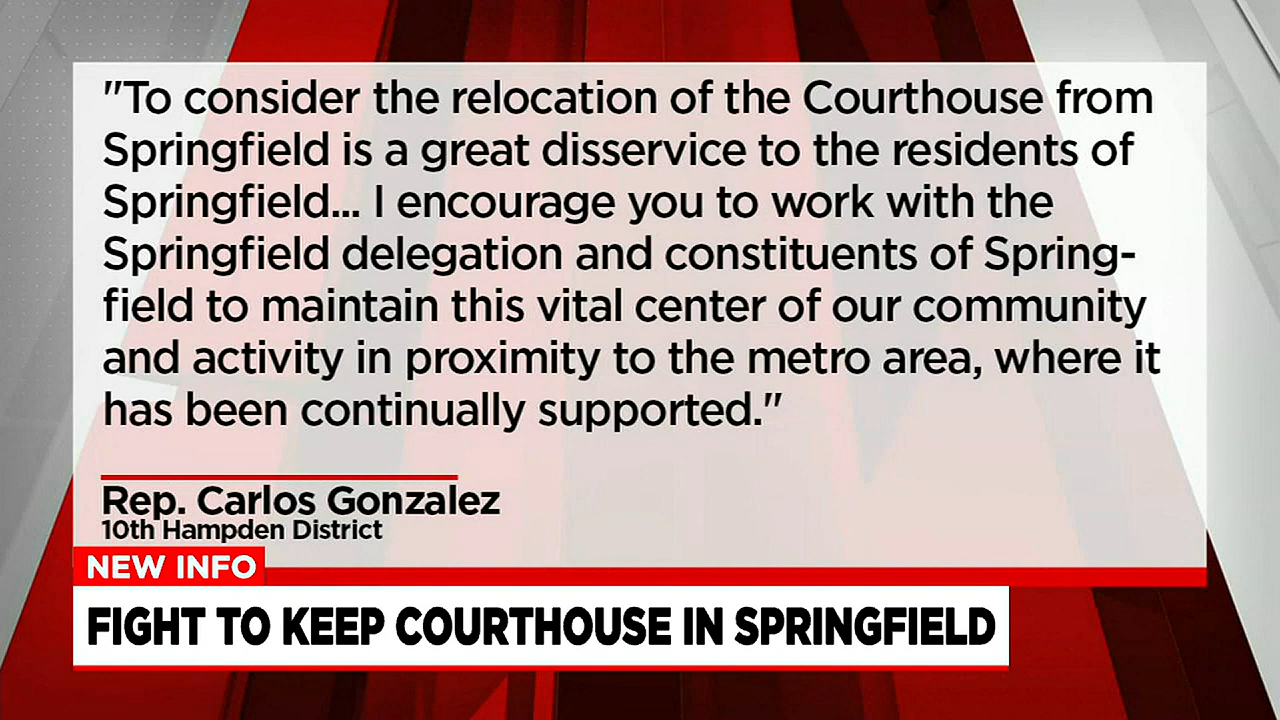 "To consider the relocation of the Courthouse from
Springfield is a great disservice to the residents of
Springfield... I encourage you to work with the
Springfield delegation and constituents of Spring-
field to maintain this vital center of our community
and activity in proximity to the metro area, where it
has been continually supported."
Rep. Carlos Gonzalez
10th Hampden District
NEW INFO
FIGHT TO KEEP COURTHOUSE IN SPRINGFIELD